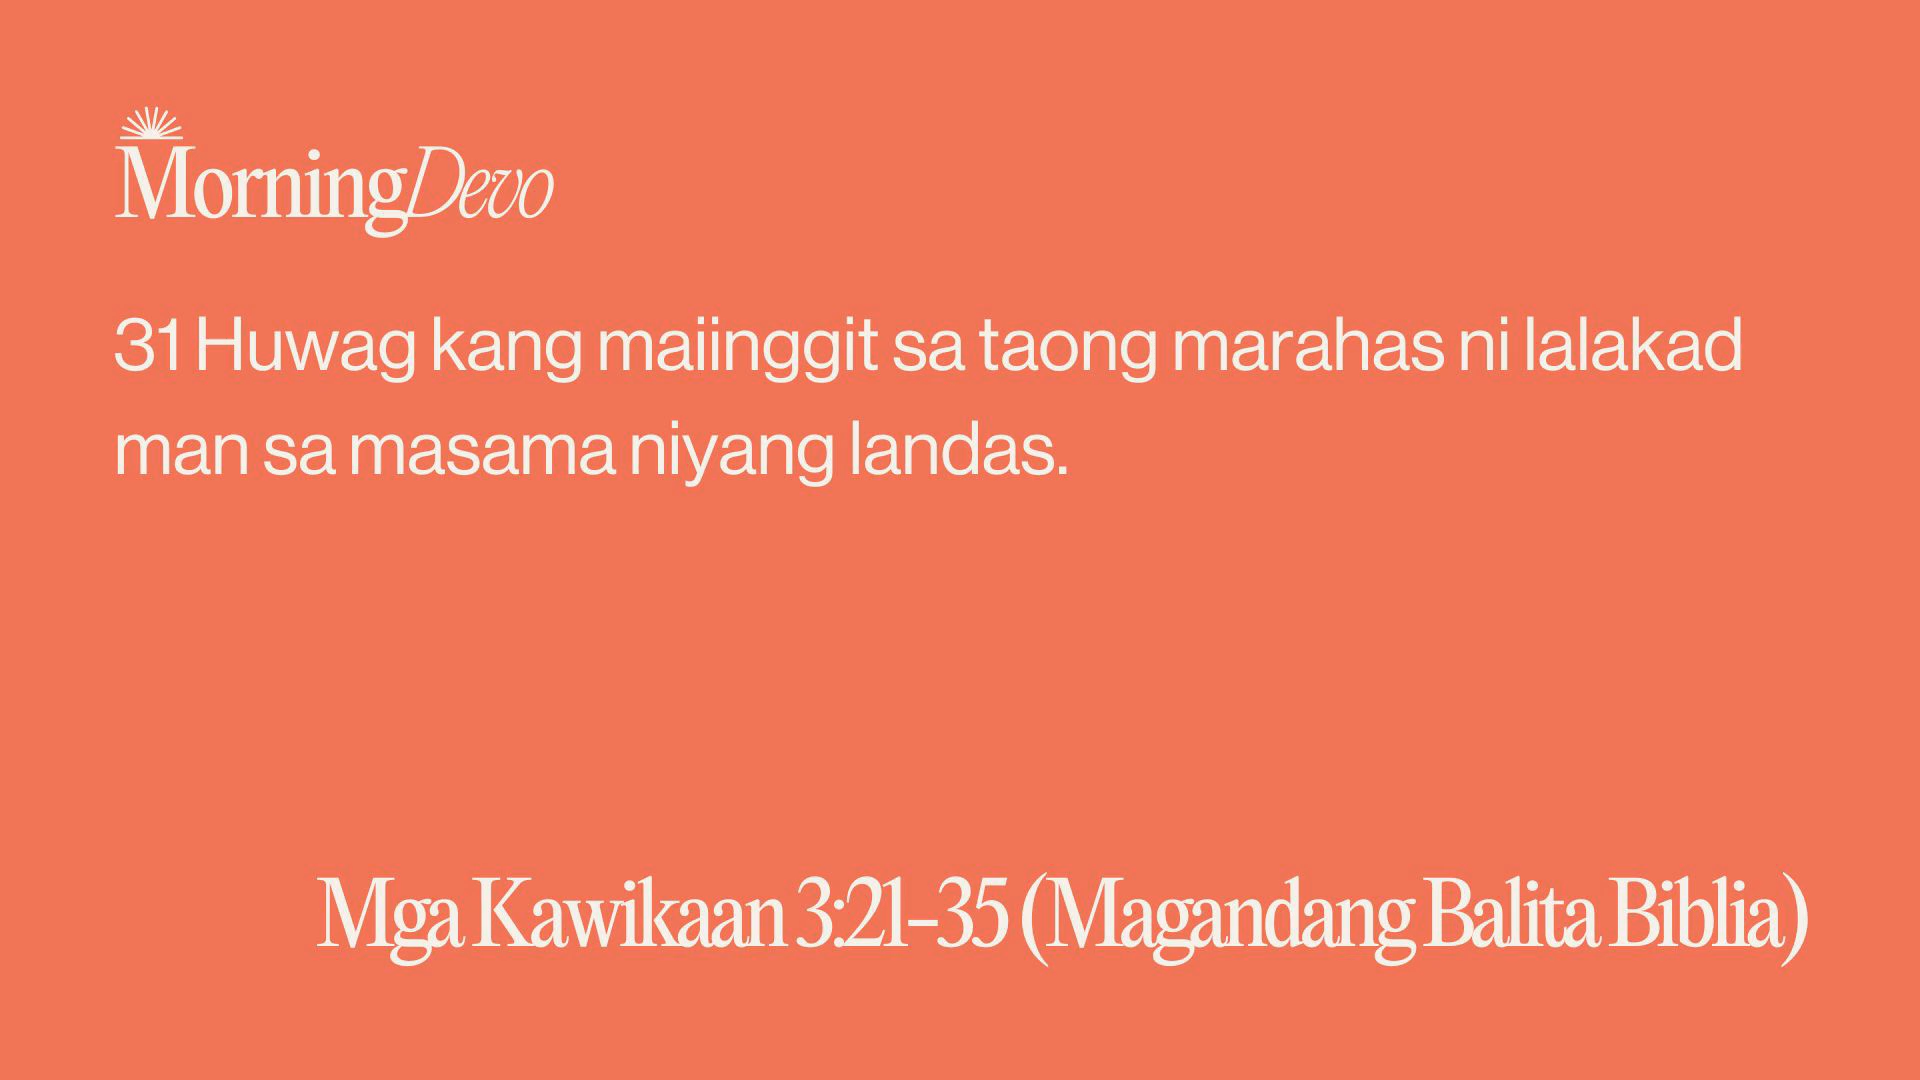 MorningDevo
31 Huwag kang maiinggit sa taong marahas ni lalakad
man sa masama niyang landas.
Mga Kawikaan 3:21–35 (Magandang Balita Biblia)